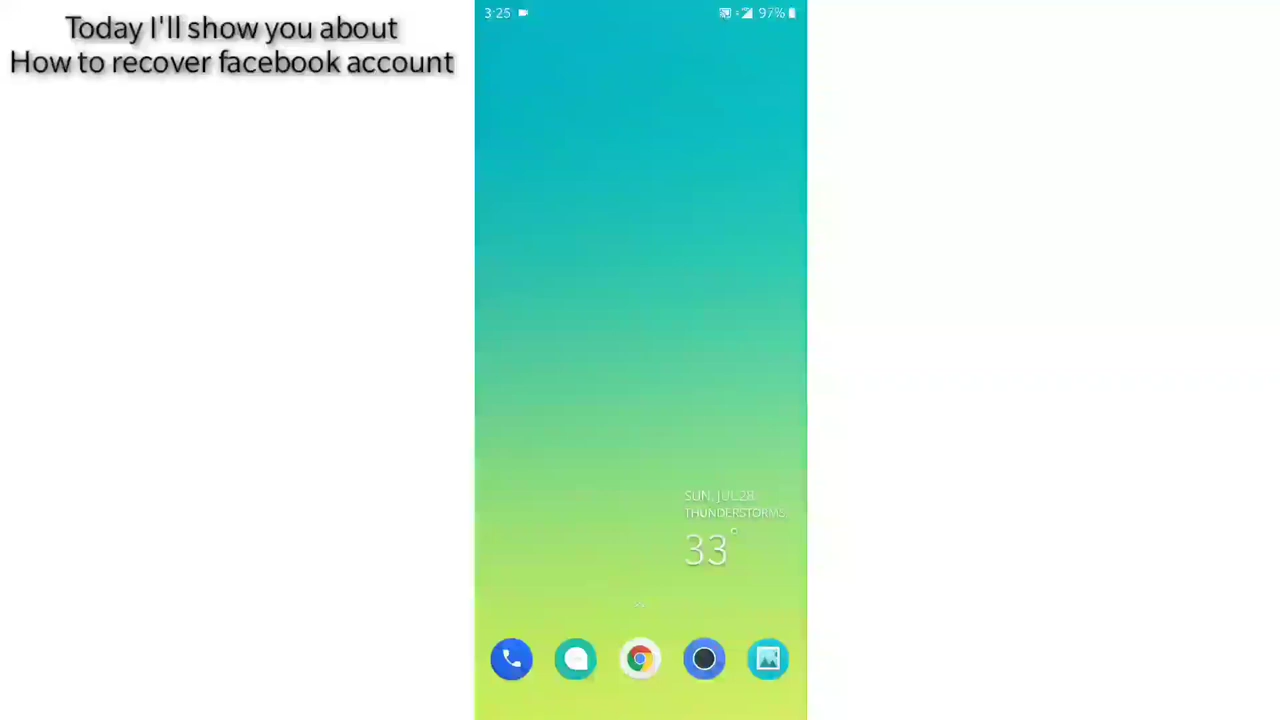 Today I'll show you about
How to recover facebook account
3:25
97%
SUN, JUL 28
THUNDERSTORMS
33°